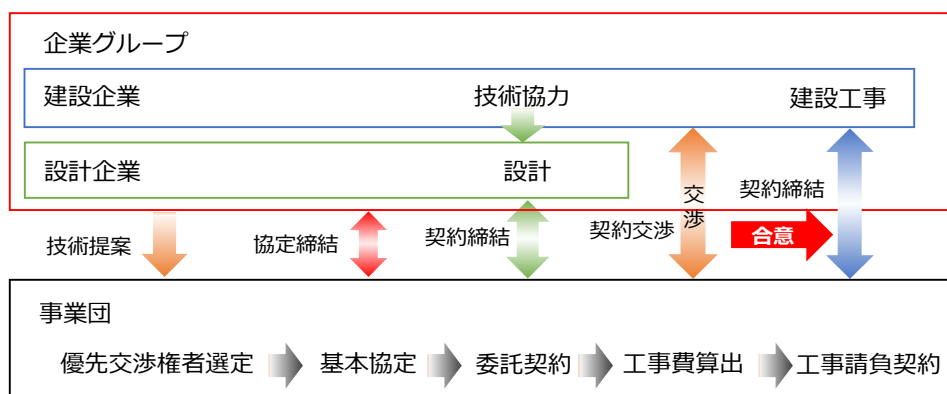 企業グループ
建設企業 技術協力 建設工事
設計企業 設計
技術提案 協定締結 契約締結 契約交渉 交渉 契約締結
合意
事業団
優先交渉権者選定 基本協定 委託契約 工事費算出 工事請負契約